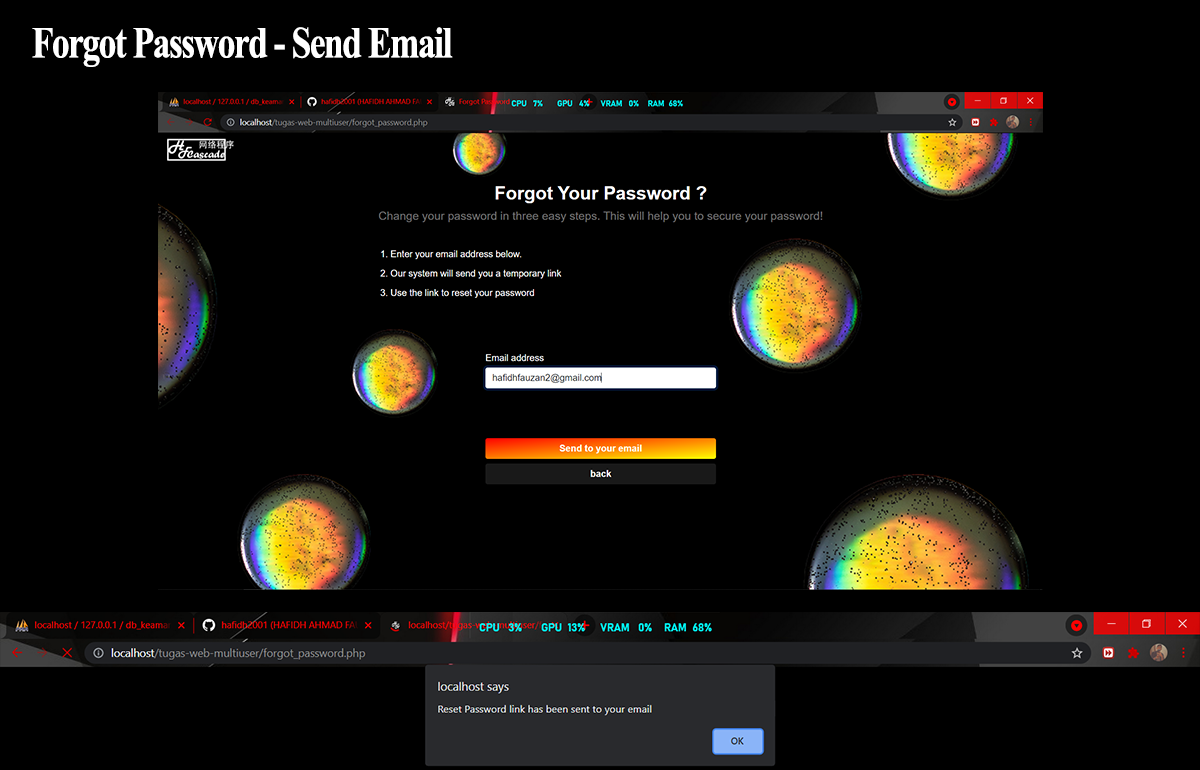 Forgot Password - Send Email
localhost / 127.0.0.1 / db_keama
hafidh2001 (HAFIDH AHMAD FA
Forgot Password
CPU 7% GPU 4% VRAM 0% RAM 68%
localhost/tugas-web-multiuser/forgot_password.php
网络程序
HFCascade
Forgot Your Password ?
Change your password in three easy steps. This will help you to secure your password!
1. Enter your email address below.
2. Our system will send you a temporary link
3. Use the link to reset your password
Email address
hafidhfauzan2@gmail.com
Send to your email
back
localhost / 127.0.0.1 / db_keama
hafidh2001 (HAFIDH AHMAD FA
CPU 3% GPU 13% VRAM 0% RAM 68%
localhost/tugas-web-multiuser/forgot_password.php
localhost says
Reset Password link has been sent to your email
OK